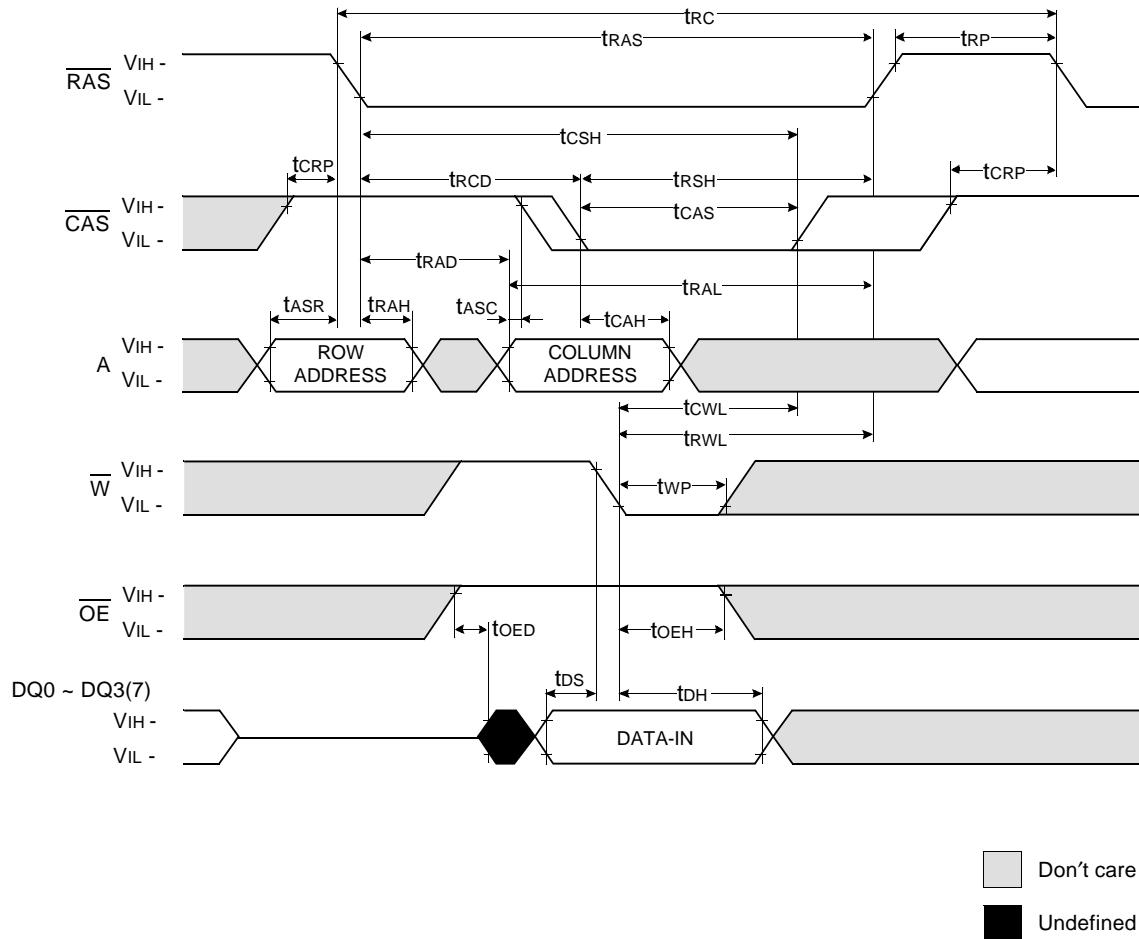 tRC
tRAS
tRP
RAS
VIH -
VIL -
tCSH
tCRP
tRCD
tRSH
tCRP
CAS
VIH -
VIL -
tCAS
tRAD
tRAL
tASR
tRAH
tASC
tCAH
A
VIH -
VIL -
ROW
ADDRESS
COLUMN
ADDRESS
tCWL
tRWL
W
VIH -
VIL -
tWP
OE
VIH -
VIL -
tOED
tOEH
DQ0 ~ DQ3(7)
tDS
tDH
VIH -
VIL -
DATA-IN
Don′t care
Undefined